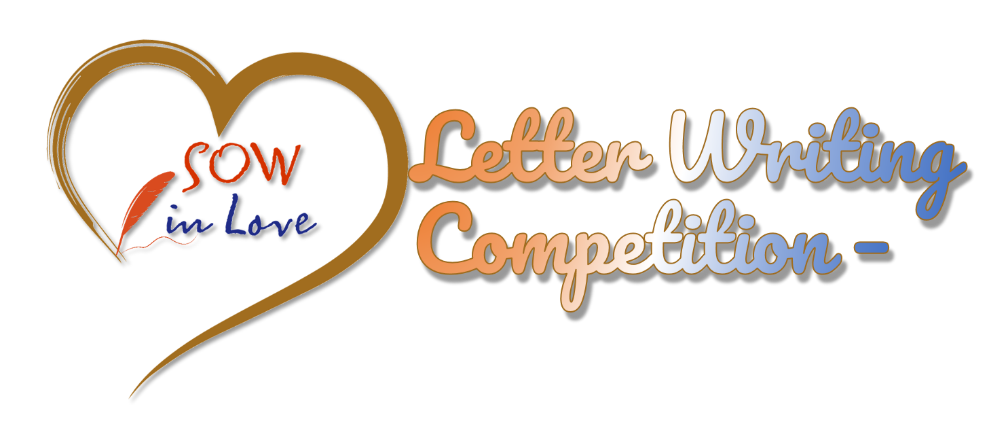 SOW
in Love
Letter Writing
Competition -